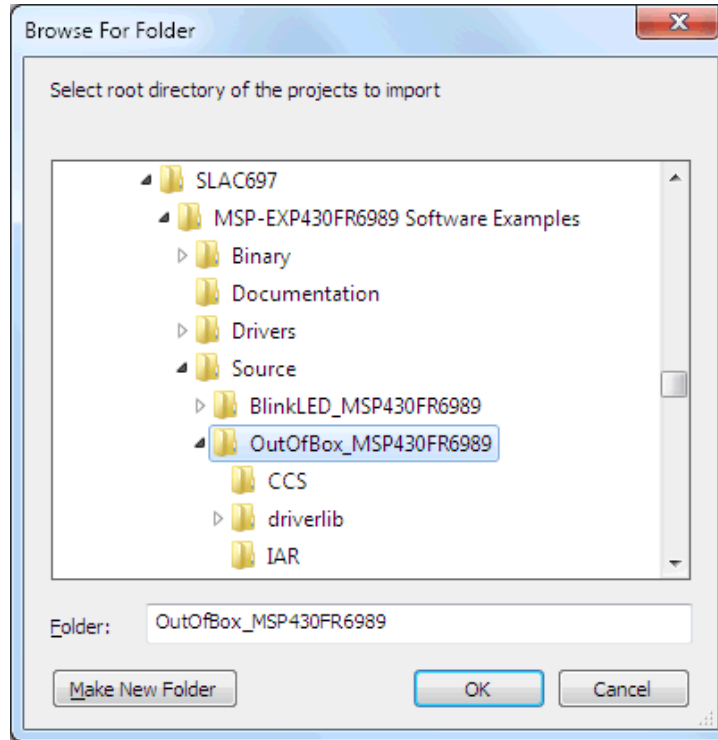 Browse For Folder
Select root directory of the projects to import
SLAC697
MSP-EXP430FR6989 Software Examples
Binary
Documentation
Drivers
Source
BlinkLED_MSP430FR6989
OutOfBox_MSP430FR6989
CCS
driverlib
IAR
Folder: OutOfBox_MSP430FR6989
Make New Folder OK Cancel